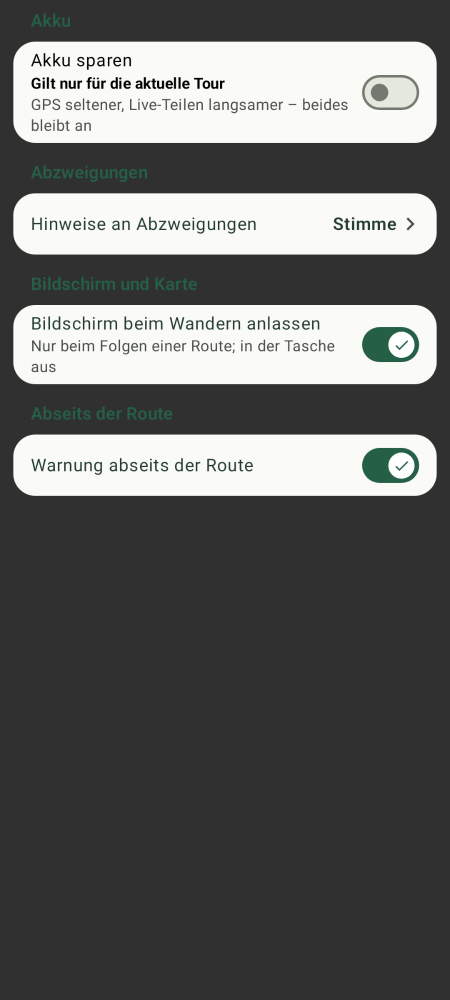 Akku
Akku sparen
Gilt nur für die aktuelle Tour
GPS seltener, Live-Teilen langsamer – beides
bleibt an
Abzweigungen
Hinweise an Abzweigungen Stimme
Bildschirm und Karte
Bildschirm beim Wandern anlassen
Nur beim Folgen einer Route; in der Tasche
aus
Abseits der Route
Warnung abseits der Route